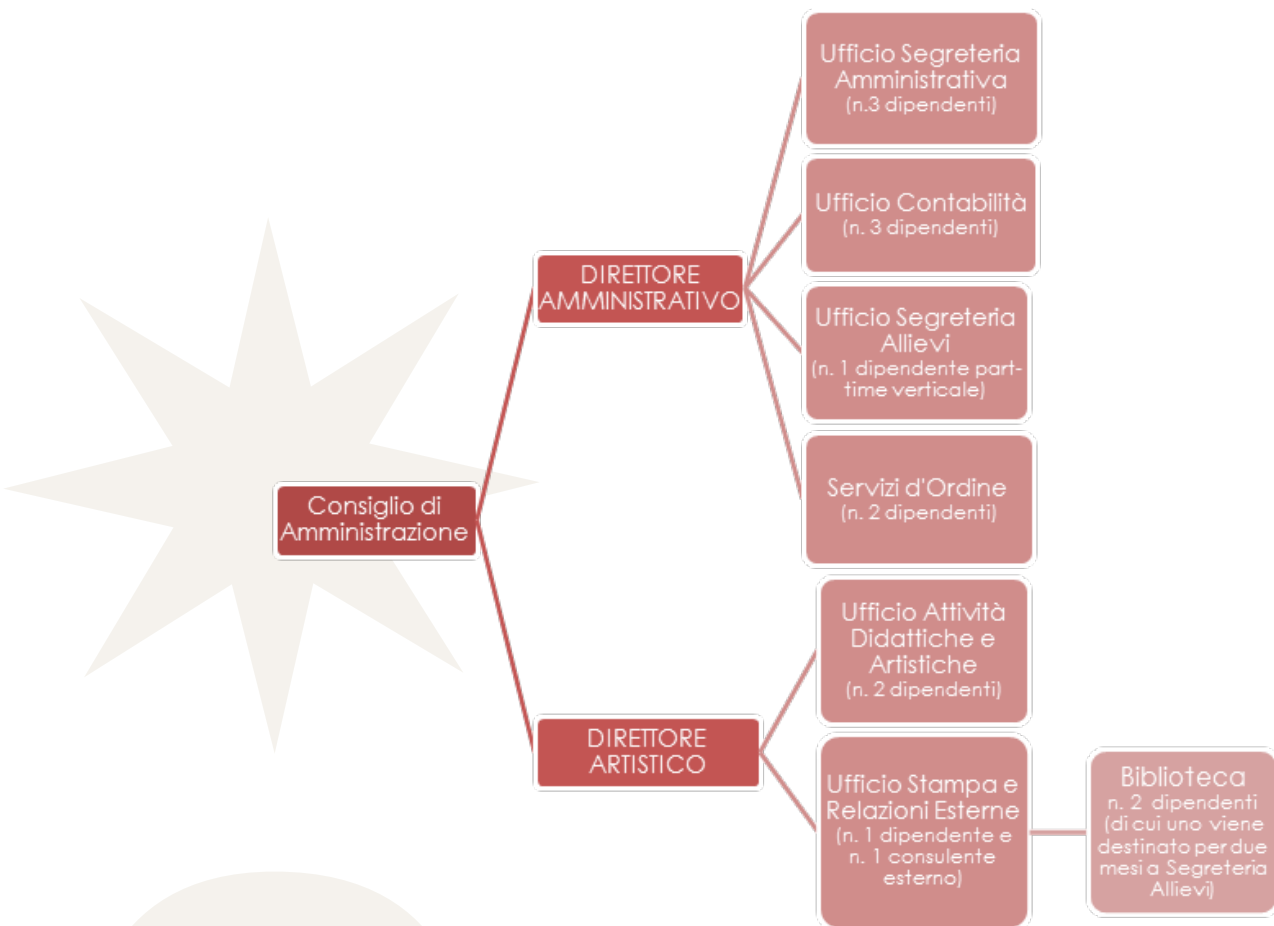 Consiglio di
Amministrazione
DIRETTORE
AMMINISTRATIVO
Ufficio Segreteria
Amministrativa
(n.3 dipendenti)
Ufficio Contabilità
(n. 3 dipendenti)
Ufficio Segreteria
Allievi
(n. 1 dipendente part-
time verticale)
Servizi d'Ordine
(n. 2 dipendenti)
DIRETTORE
ARTISTICO
Ufficio Attività
Didattiche e
Artistiche
(n. 2 dipendenti)
Ufficio Stampa e
Relazioni Esterne
(n. 1 dipendente e
n. 1 consulente
esterno)
Biblioteca
n. 2 dipendenti
(di cui uno viene
destinato per due
mesi a Segreteria
Allievi)